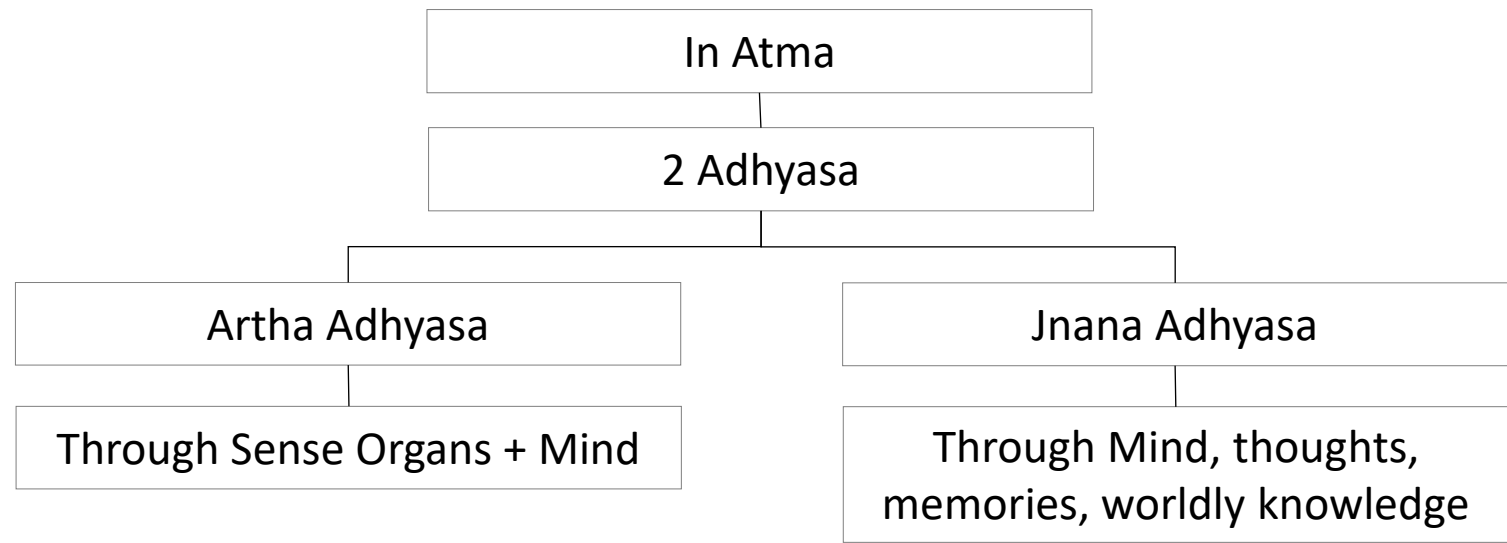 In Atma
2 Adhyasa
Artha Adhyasa
Jnana Adhyasa
Through Sense Organs + Mind
Through Mind, thoughts,
memories, worldly knowledge